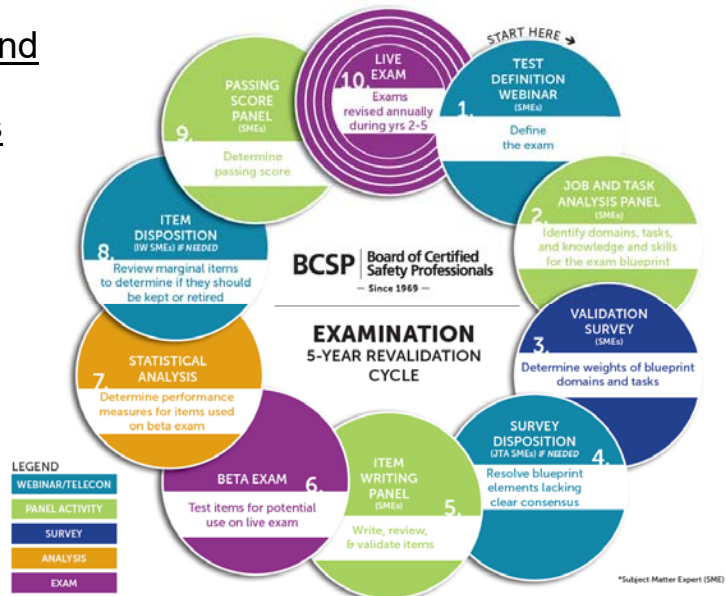 nd
s
START HERE →
1.
TEST
DEFINITION
WEBINAR
(SMEs)
Define
the exam
2.
JOB AND TASK
ANALYSIS PANEL
(SMEs)
Identify domains, tasks,
and knowledge and skills
for the exam blueprint
3.
VALIDATION
SURVEY
(SMEs)
Determine weights of blueprint
domains and tasks
4.
SURVEY
DISPOSITION
(JTA SMEs) IF NEEDED
Resolve blueprint
elements lacking
clear consensus
5.
ITEM
WRITING
PANEL
(SMEs)
Write, review,
& validate items
6.
BETA EXAM
Test items for potential
use on live exam
7.
STATISTICAL
ANALYSIS
Determine performance
measures for items used
on beta exam
8.
ITEM
DISPOSITION
(IW SMEs) IF NEEDED
Review marginal items
to determine if they should
be kept or retired
9.
PASSING
SCORE
PANEL
(SMEs)
Determine
passing score
10.
LIVE
EXAM
Exams
revised annually
during yrs 2-5
BCSP Board of Certified
Safety Professionals
— Since 1969 —
EXAMINATION
5-YEAR REVALIDATION
CYCLE
LEGEND
WEBINAR/TELECON
PANEL ACTIVITY
SURVEY
ANALYSIS
EXAM
*Subject Matter Expert (SME)